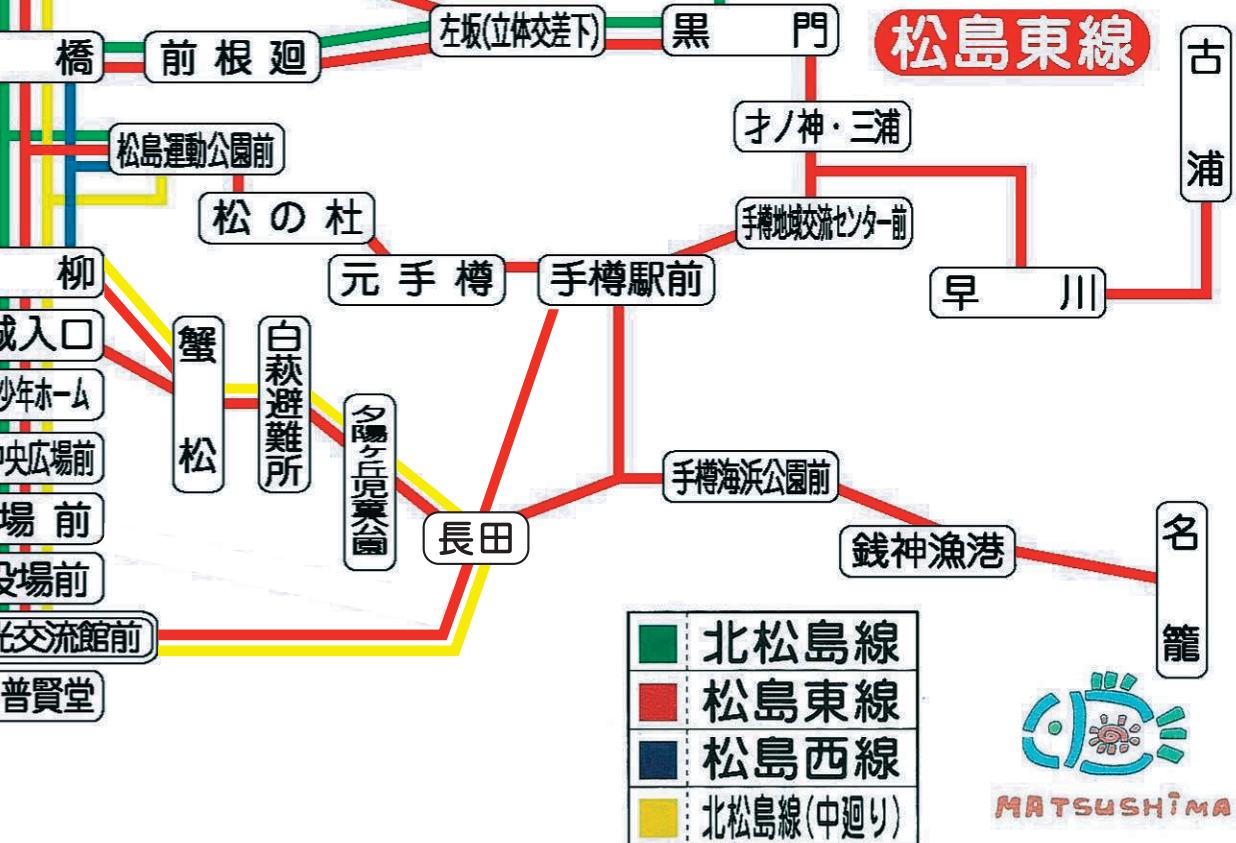 左坂(立体交差下)
黒門
松島東線
古浦
橋
前根廻
才ノ神・三浦
松島運動公園前
松の杜
手樽地域交流センター前
柳
元手樽
手樽駅前
早川
入口
蟹松
白萩避難所
少年ホーム
夕陽ヶ丘児童公園
中央広場前
手樽海浜公園前
場前
長田
銭神漁港
名籠
役場前
光交流館前
普賢堂
北松島線
松島東線
松島西線
北松島線(中廻り)
MATSUSHiMA